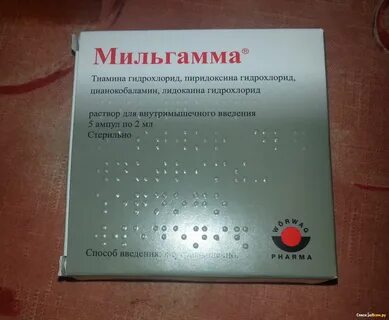 Мильгамма®
Тиамина гидрохлорид, пиридоксина гидрохлорид,
цианокобаламин, лидокаина гидрохлорид
раствор для внутримышечного введения
5 ампул по 2 мл
Стерильно
WÖRWAG
PHARMA
Способ введения: внутримышечно.